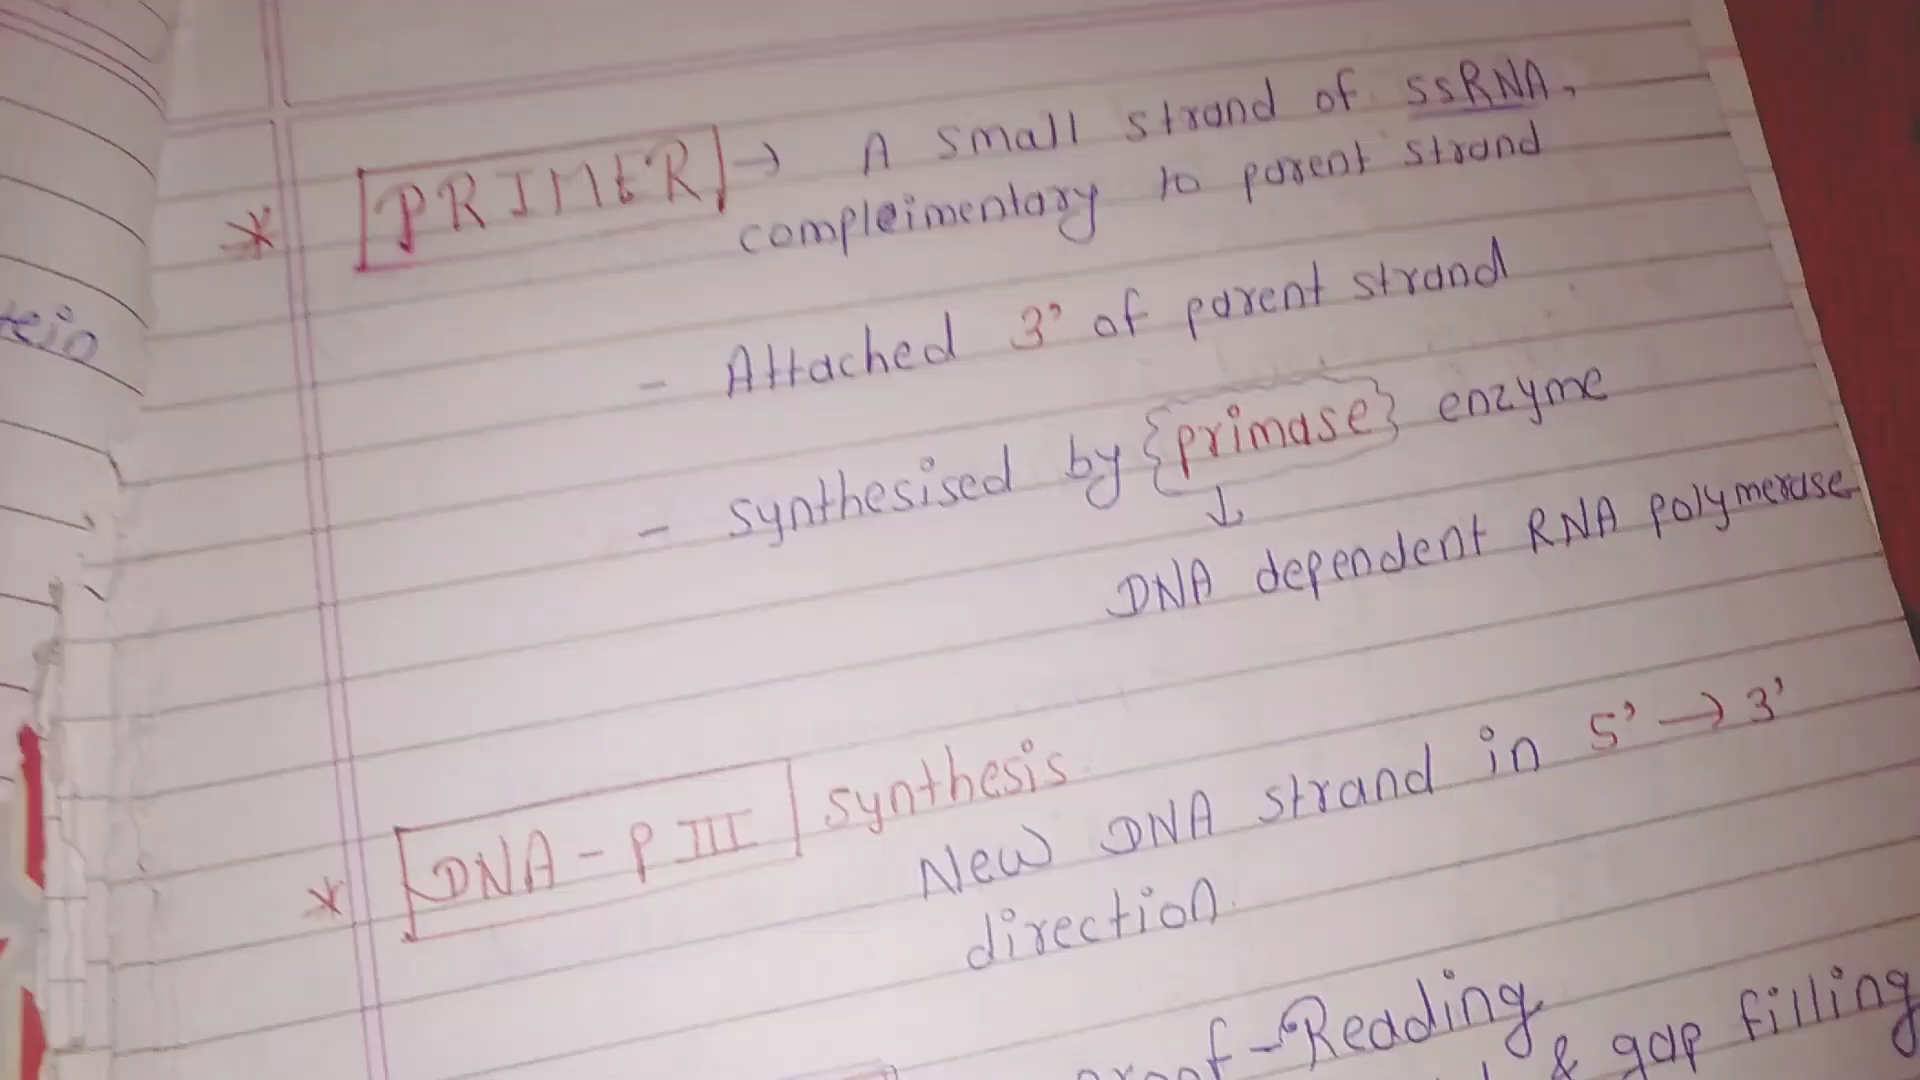 * PRIMER → A small strand of ssRNA,
compleimentary to parent strand
- Attached 3' of parent strand
- synthesised by {primase} enzyme
↓
DNA dependent RNA polymerase
* DNA-P III synthesis
New DNA strand in 5' → 3'
direction.
proof-Reading
& gap filling